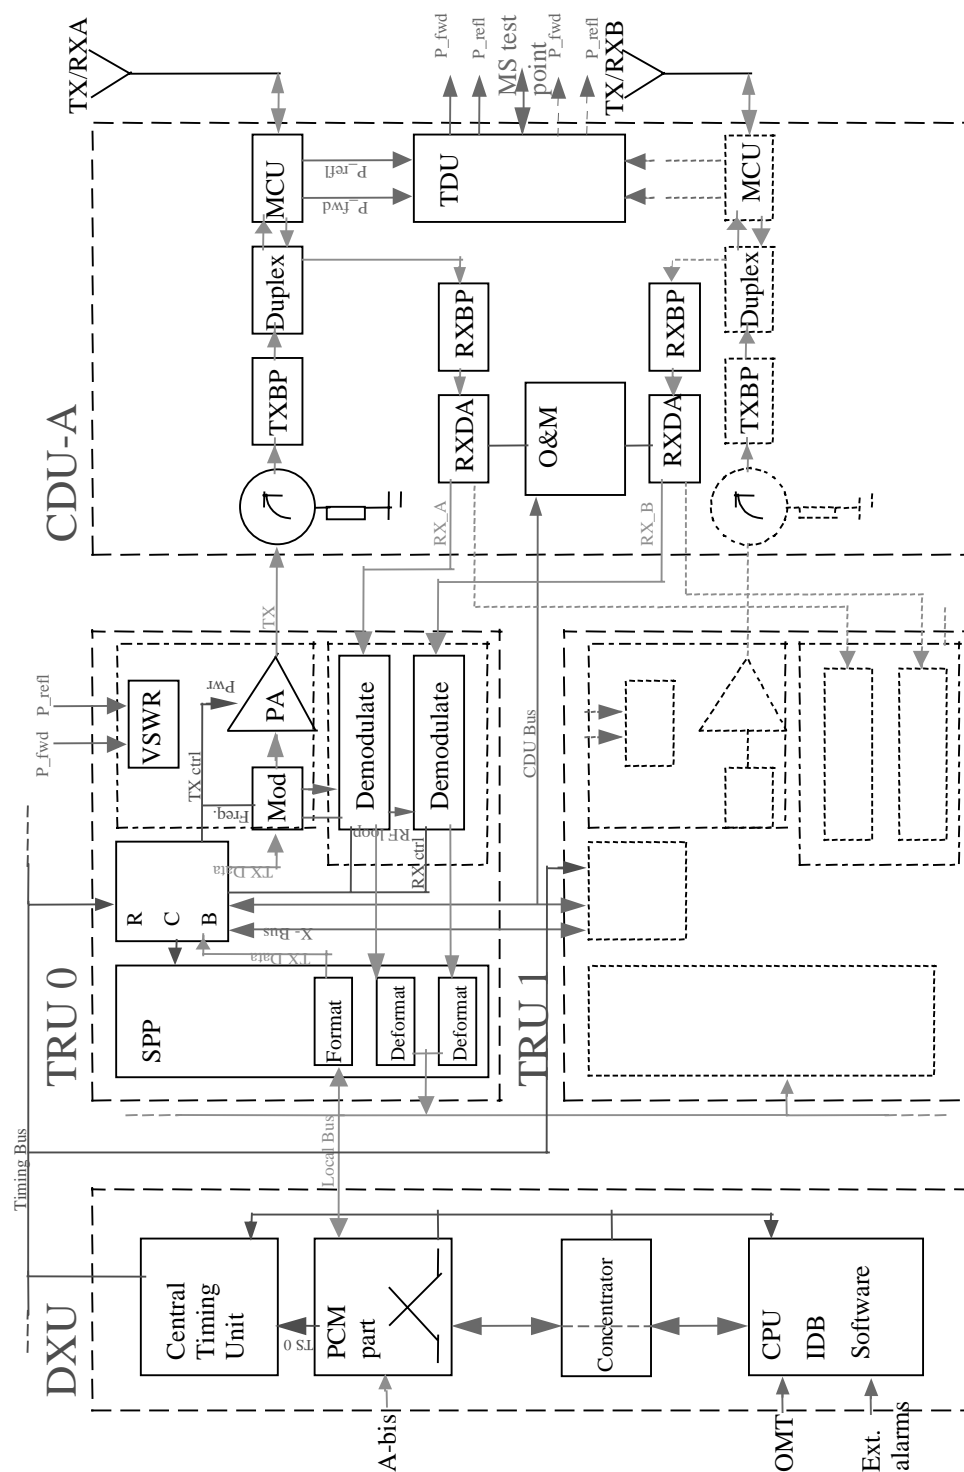 DXU
TRU 0
CDU-A
TRU 1
Timing Bus
Central
Timing
Unit
TS 0
PCM
part
A-bis
Concentrator
CPU
IDB
Software
OMT
Ext.
alarms
Local Bus
SPP
Format
Deformat
Deformat
R
C
B
TX Data
TX Data
X- Bus
CDU Bus
TX ctrl
Freq.
Pwr
RF loop
RX ctrl
P_fwd
P_refl
VSWR
Mod
PA
Demodulate
Demodulate
TX
RX_A
RX_B
TXBP
Duplex
MCU
P_refl
P_fwd
RXDA
RXBP
O&M
RXDA
RXBP
TDU
TXBP
Duplex
MCU
TX/RXA
P_fwd
P_refl
MS test
point
P_fwd
P_refl
TX/RXB